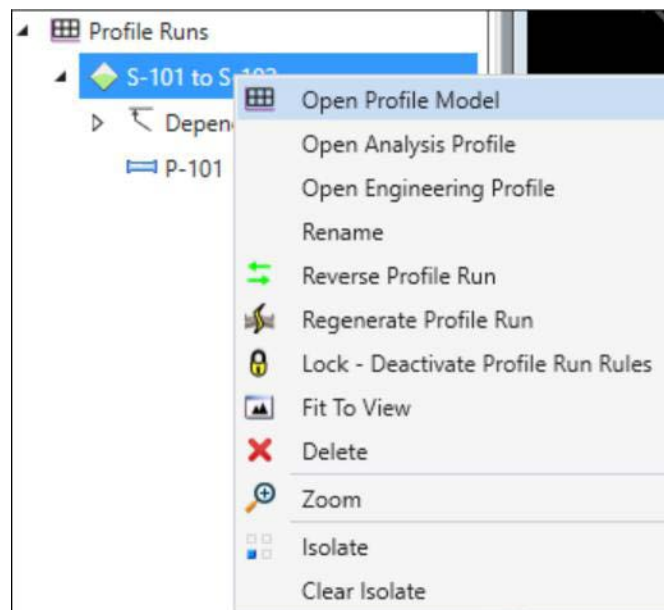 Profile Runs
S-101 to S-
Open Profile Model
Depen
Open Analysis Profile
P-101
Open Engineering Profile
Rename
Reverse Profile Run
Regenerate Profile Run
Lock - Deactivate Profile Run Rules
Fit To View
Delete
Zoom
Isolate
Clear Isolate